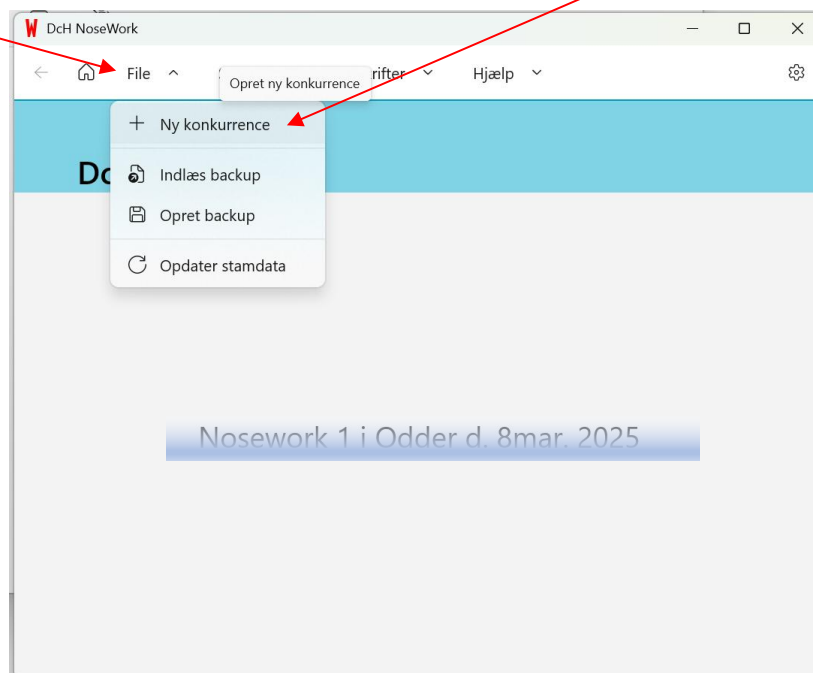 DcH NoseWork
File
Hjælp
Opret ny konkurrence
Ny konkurrence
Indlæs backup
Opret backup
Opdater stamdata
Nosework 1 i Odder d. 8mar. 2025